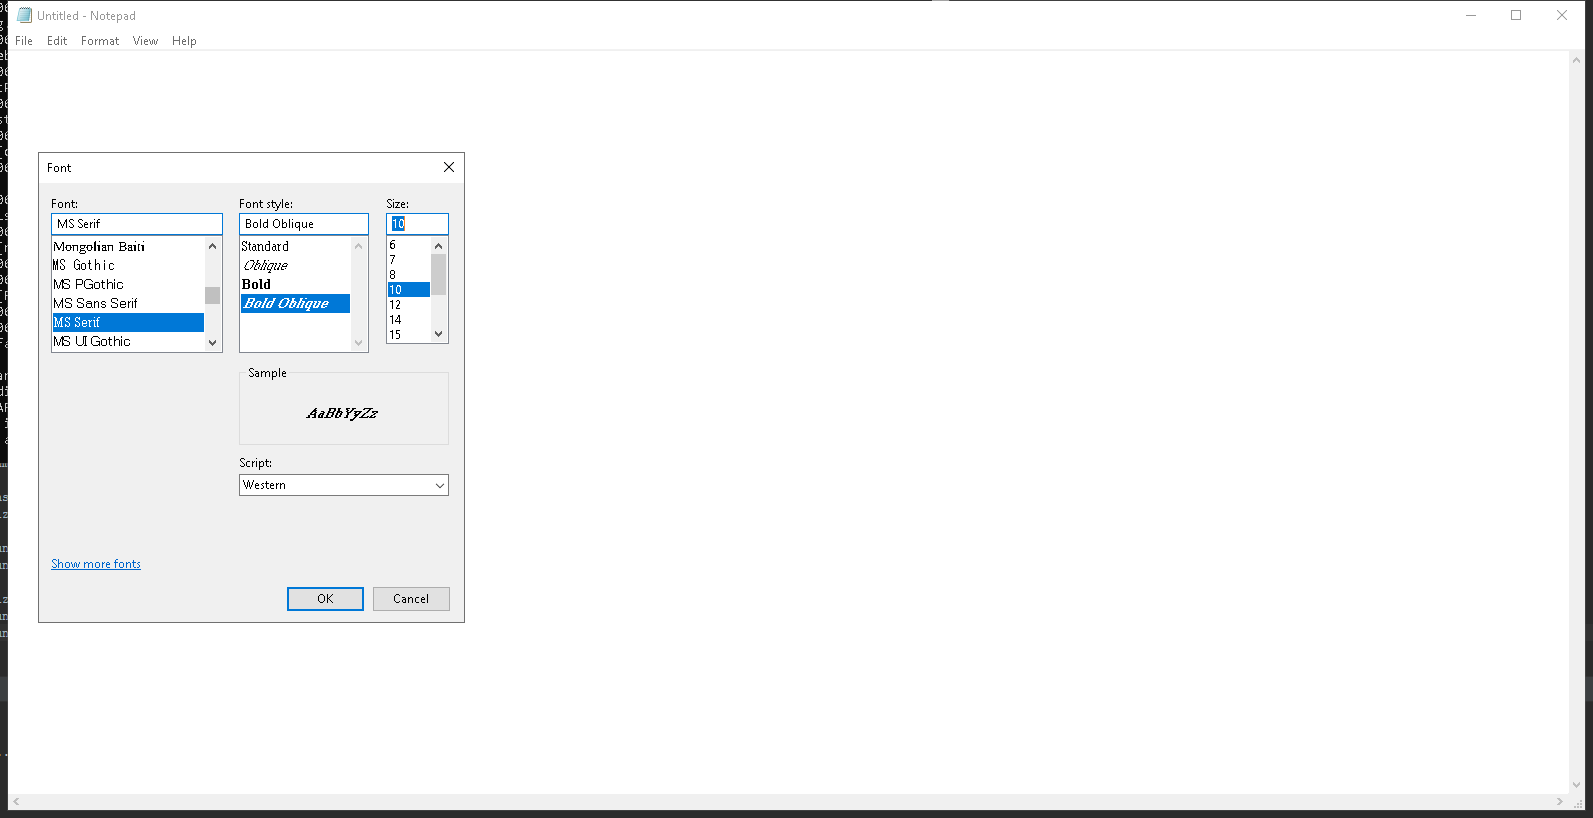 Untitled - Notepad
File Edit Format View Help
Font
Font: Font style: Size:
MS Serif Bold Oblique 10
Mongolian Baiti
MS Gothic
MS PGothic
MS Sans Serif
MS Serif
MS UI Gothic
Standard
Oblique
Bold
Bold Oblique
6
7
8
10
12
14
15
Sample
AaBbYyZz
Script:
Western
Show more fonts
OK Cancel